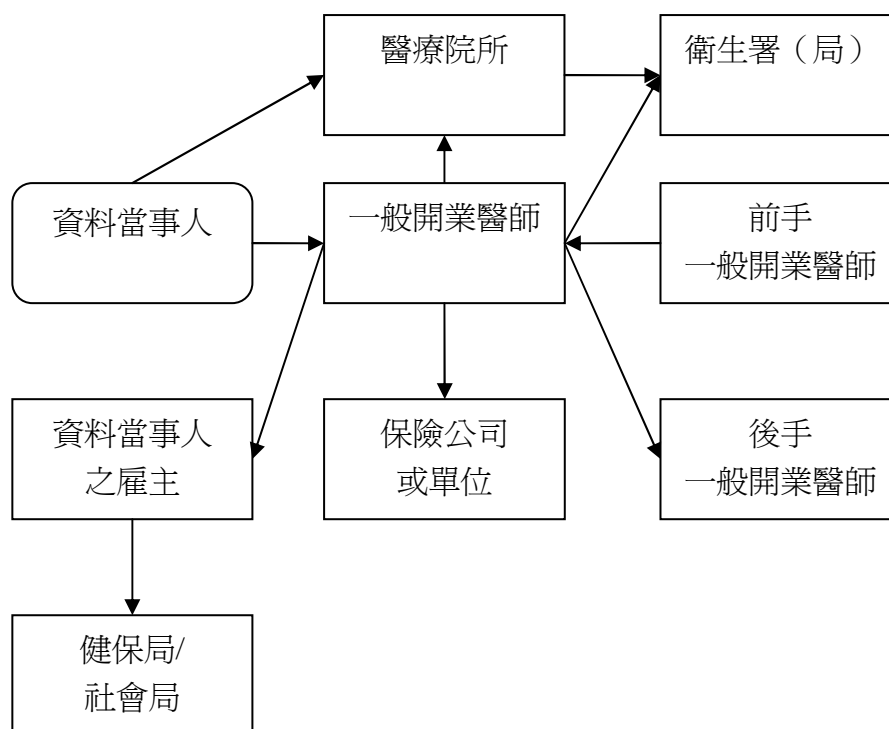 醫療院所
衛生署（局）
資料當事人
一般開業醫師
前手
一般開業醫師
資料當事人
之雇主
保險公司
或單位
後手
一般開業醫師
健保局/
社會局